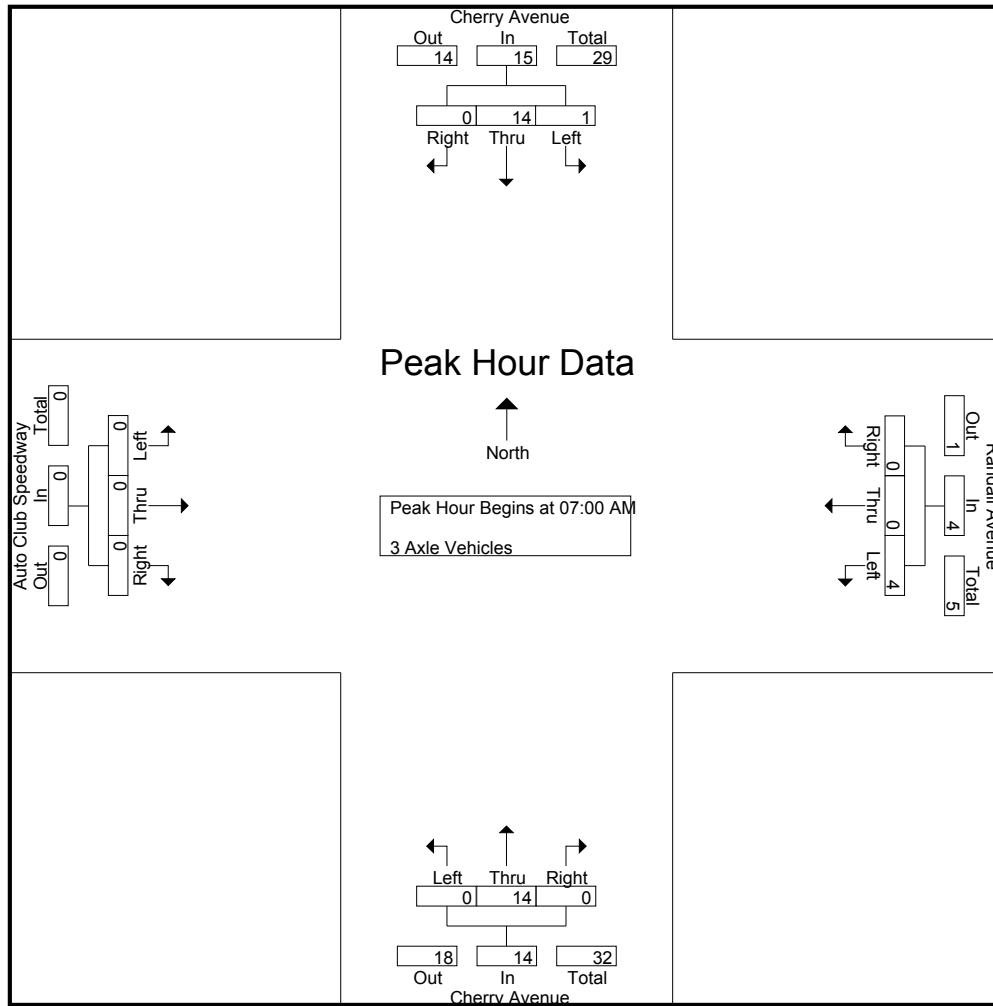 Cherry Avenue
Out In Total
14 15 29
0 14 1
Right Thru Left
Peak Hour Data
North
Peak Hour Begins at 07:00 AM
3 Axle Vehicles
Auto Club Speedway
Total In Out
0 0 0
0 0 0
Left Thru Right
Right Thru Left
0 0 4
1 4 5
Out In Total
Randall Avenue
Left Thru Right
0 14 0
18 14 32
Out In Total
Cherry Avenue